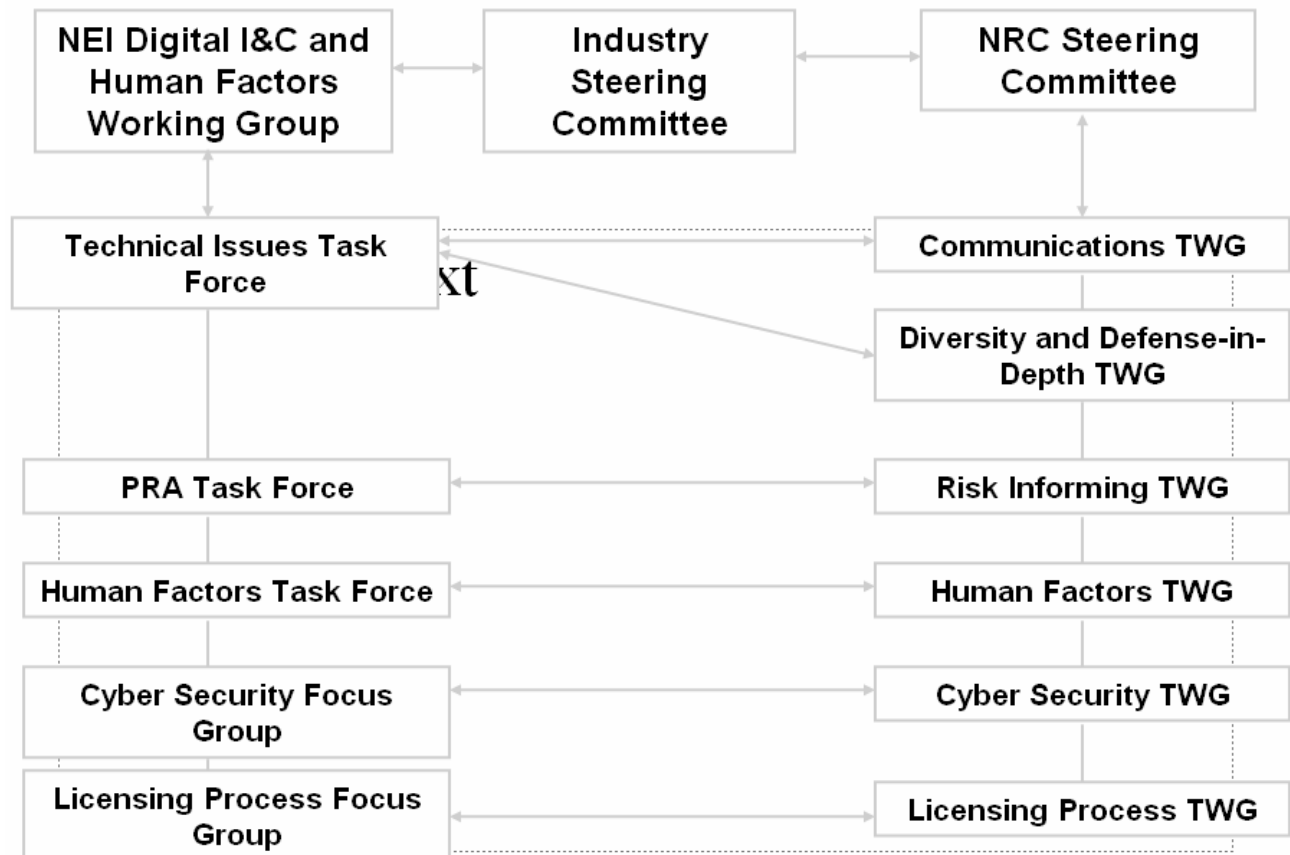 NEI Digital I&C and
Human Factors
Working Group
Industry
Steering
Committee
NRC Steering
Committee
Technical Issues Task
Force
xt
Communications TWG
Diversity and Defense-in-
Depth TWG
PRA Task Force
Risk Informing TWG
Human Factors Task Force
Human Factors TWG
Cyber Security Focus
Group
Cyber Security TWG
Licensing Process Focus
Group
Licensing Process TWG